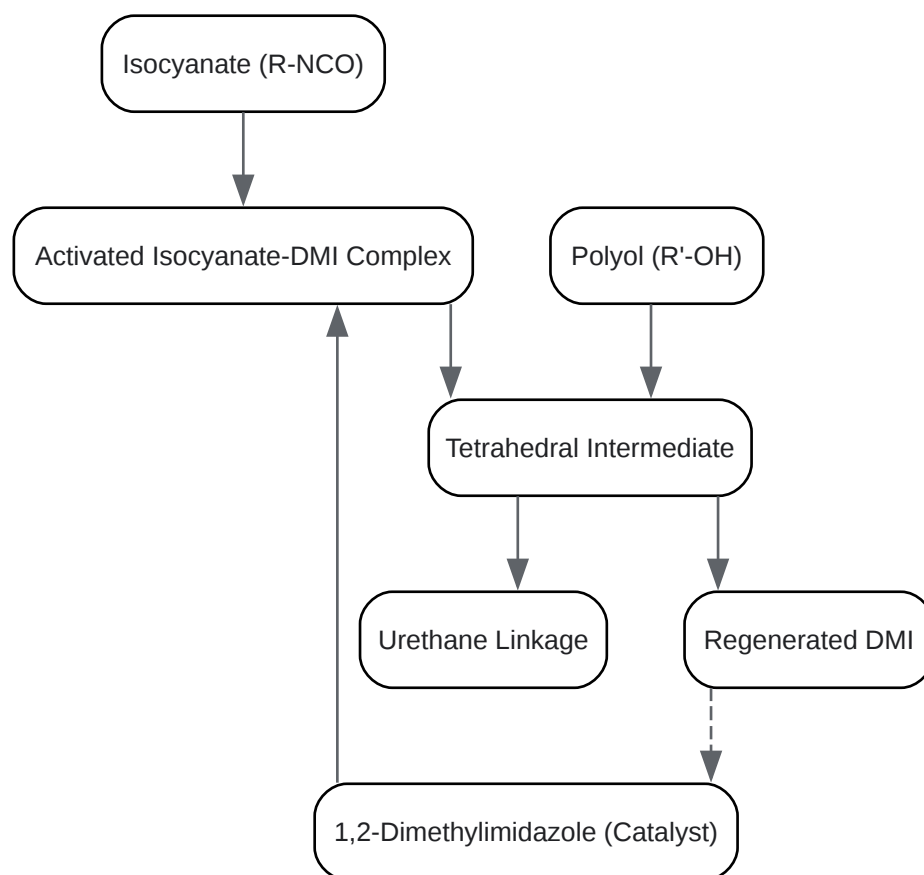 Isocyanate (R-NCO)
Activated Isocyanate-DMI Complex
Polyol (R'-OH)
Tetrahedral Intermediate
Urethane Linkage
Regenerated DMI
1,2-Dimethylimidazole (Catalyst)